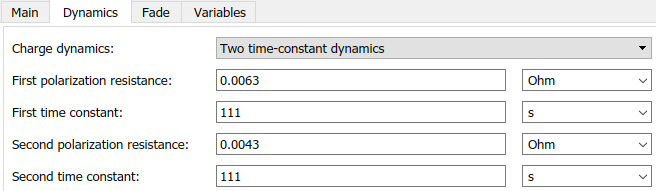 Main Dynamics Fade Variables
Charge dynamics: Two time-constant dynamics
First polarization resistance: 0.0063 Ohm
First time constant: 111 s
Second polarization resistance: 0.0043 Ohm
Second time constant: 111 s